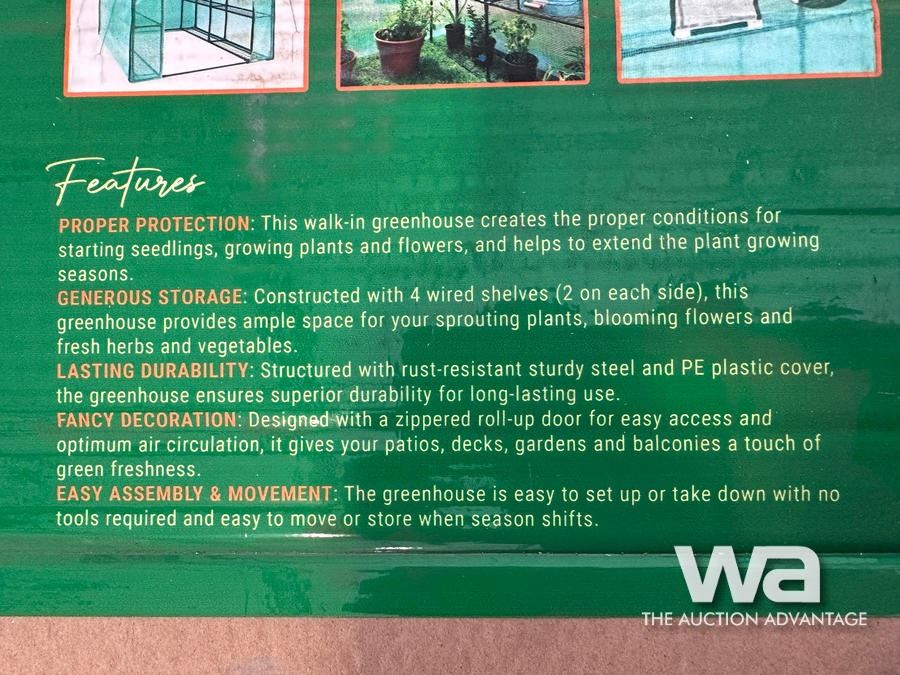 Features
PROPER PROTECTION: This walk-in greenhouse creates the proper conditions for
starting seedlings, growing plants and flowers, and helps to extend the plant growing
seasons.
GENEROUS STORAGE: Constructed with 4 wired shelves (2 on each side), this
greenhouse provides ample space for your sprouting plants, blooming flowers and
fresh herbs and vegetables.
LASTING DURABILITY: Structured with rust-resistant sturdy steel and PE plastic cover,
the greenhouse ensures superior durability for long-lasting use.
FANCY DECORATION: Designed with a zippered roll-up door for easy access and
optimum air circulation, it gives your patios, decks, gardens and balconies a touch of
green freshness.
EASY ASSEMBLY & MOVEMENT: The greenhouse is easy to set up or take down with no
tools required and easy to move or store when season shifts.
wa
THE AUCTION ADVANTAGE